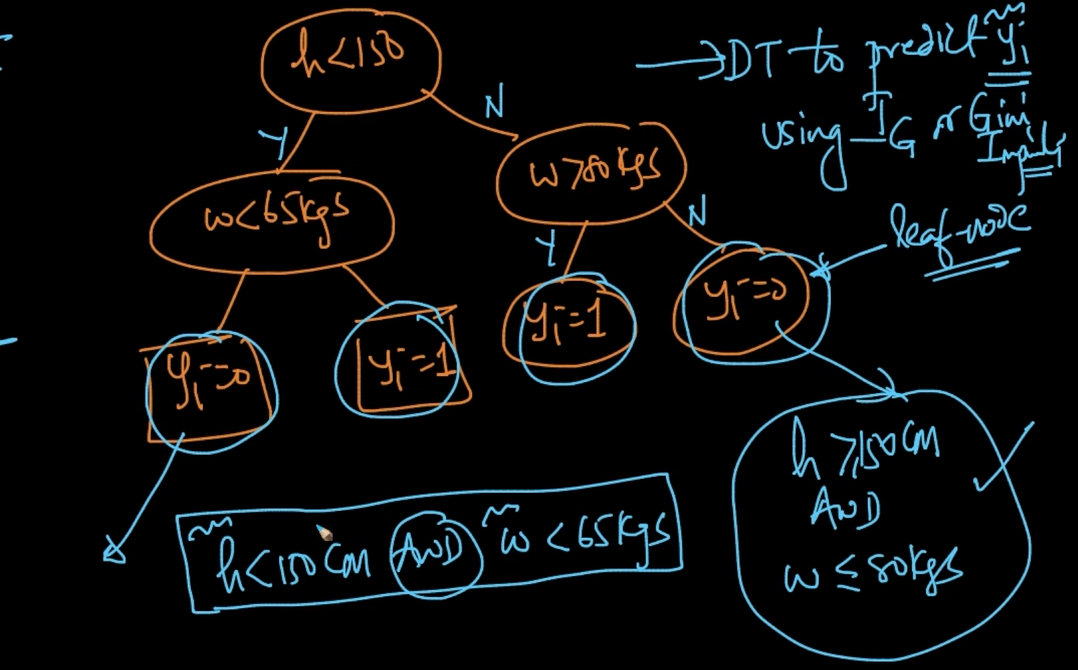 h<150
→ DT to predict ỹi
using IG or Gini
Impurity
Y
N
w<65kgs
w>80kgs
Y
N
leaf-node
yi=0
yi=1
yi=1
yi=0
h<150cm AND w<65kgs
h ≥150cm
AND
w ≤ 80kgs